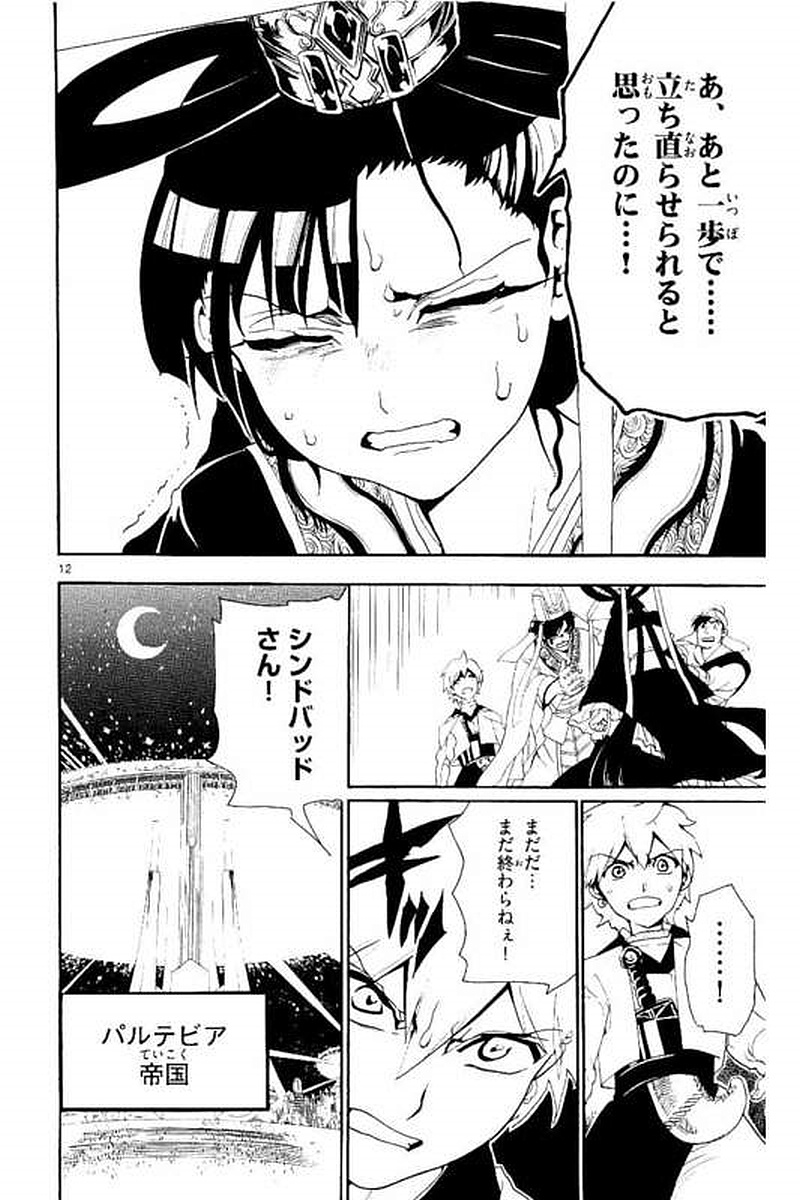 あ、あと一歩で……
立ち直らせられると
思ったのに…！
12
……！
まだだ…
まだ終わらねぇ！
シンドバッド
さん！
パルテビア
帝国